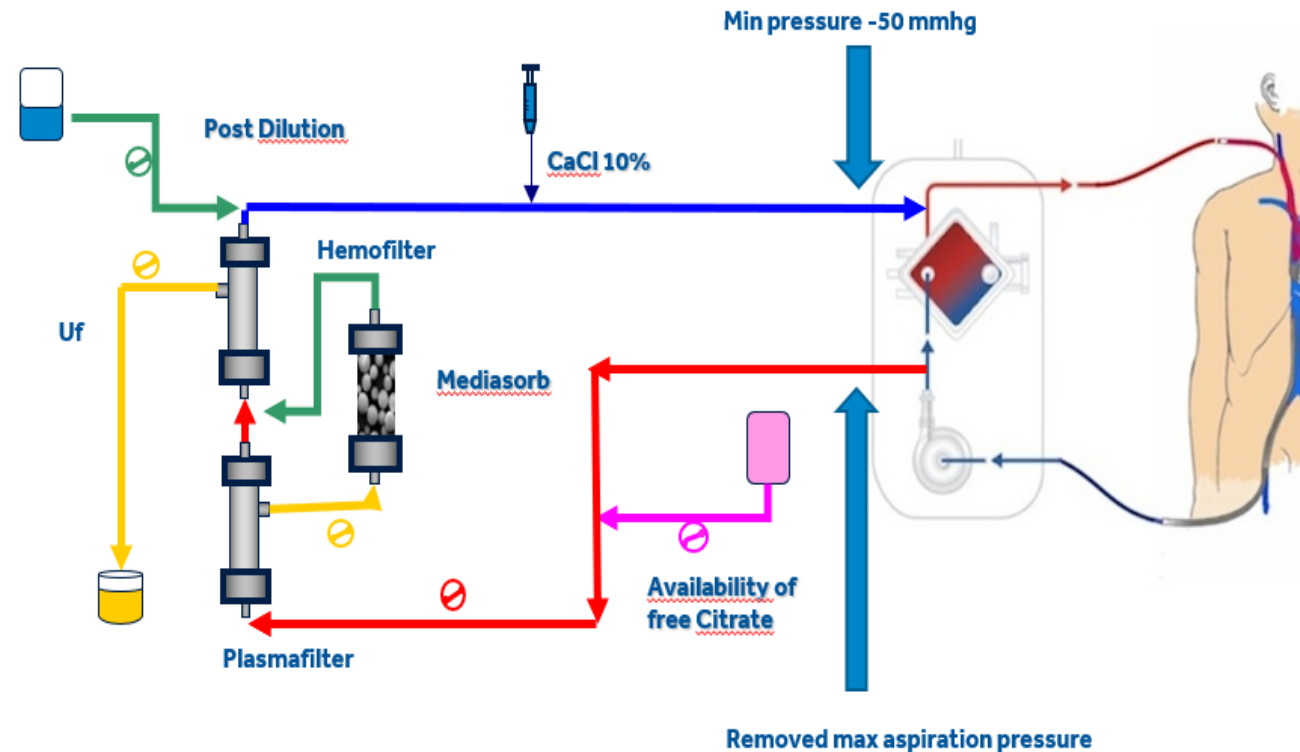 Min pressure -50 mmhg
Post Dilution
CaCl 10%
Hemofilter
Uf
Mediasorb
Availability of
free Citrate
Plasmafilter
Removed max aspiration pressure